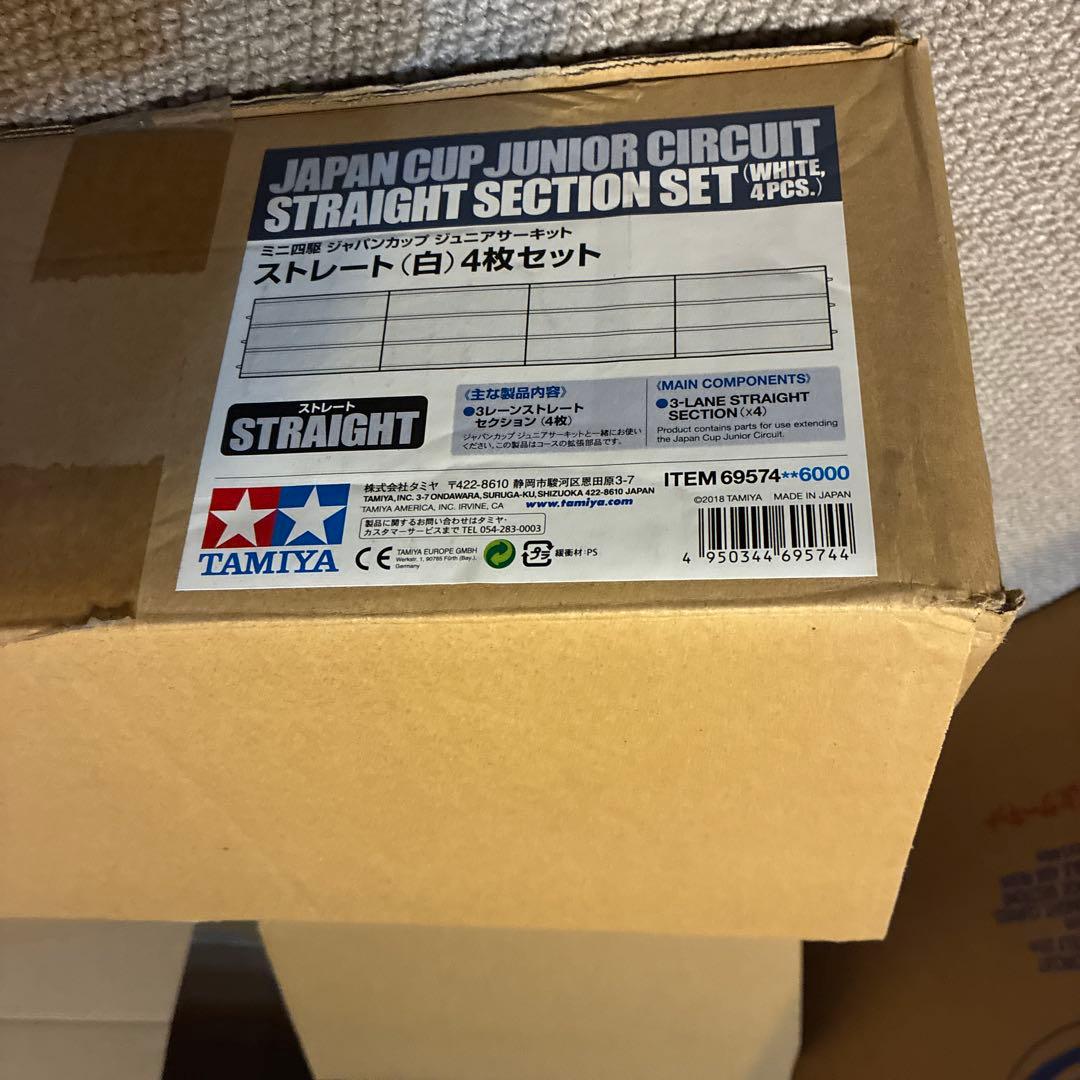 JAPAN CUP JUNIOR CIRCUIT
STRAIGHT SECTION SET (WHITE, 4 PCS.)
ミニ四駆 ジャパンカップ ジュニアサーキット
ストレート(白)4枚セット
ストレート
STRAIGHT
《主な製品内容》
●3レーンストレート
セクション(4枚)
ジャパンカップ ジュニアサーキットと一緒にお使い
ください。この製品はコースの拡張部品です。
《MAIN COMPONENTS》
●3-LANE STRAIGHT
SECTION (×4)
Product contains parts for use extending
the Japan Cup Junior Circuit.
TAMIYA
株式会社タミヤ 〒422-8610 静岡市駿河区恩田原3-7
TAMIYA, INC. 3-7 ONDAWARA, SURUGA-KU, SHIZUOKA 422-8610 JAPAN
TAMIYA AMERICA, INC. IRVINE, CA www.tamiya.com
製品に関するお問い合わせはタミヤ・
カスタマーサービスまで TEL 054-283-0003
CE
TAMIYA EUROPE GMBH
Werkstr. 1, 90765 Fürth (Bay.),
Germany
プラ
緩衝材:PS
ITEM 69574**6000
©2018 TAMIYA MADE IN JAPAN
4 950344 695744